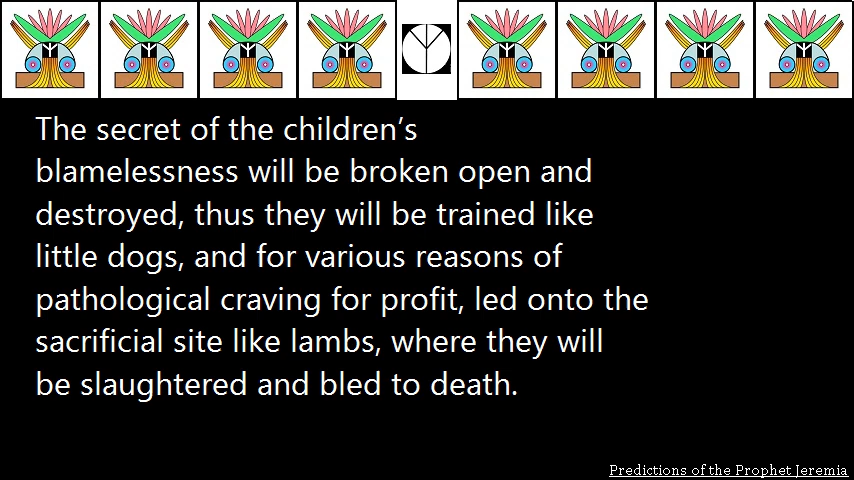 The secret of the children’s
blamelessness will be broken open and
destroyed, thus they will be trained like
little dogs, and for various reasons of
pathological craving for profit, led onto the
sacrificial site like lambs, where they will
be slaughtered and bled to death.
Predictions of the Prophet Jeremia